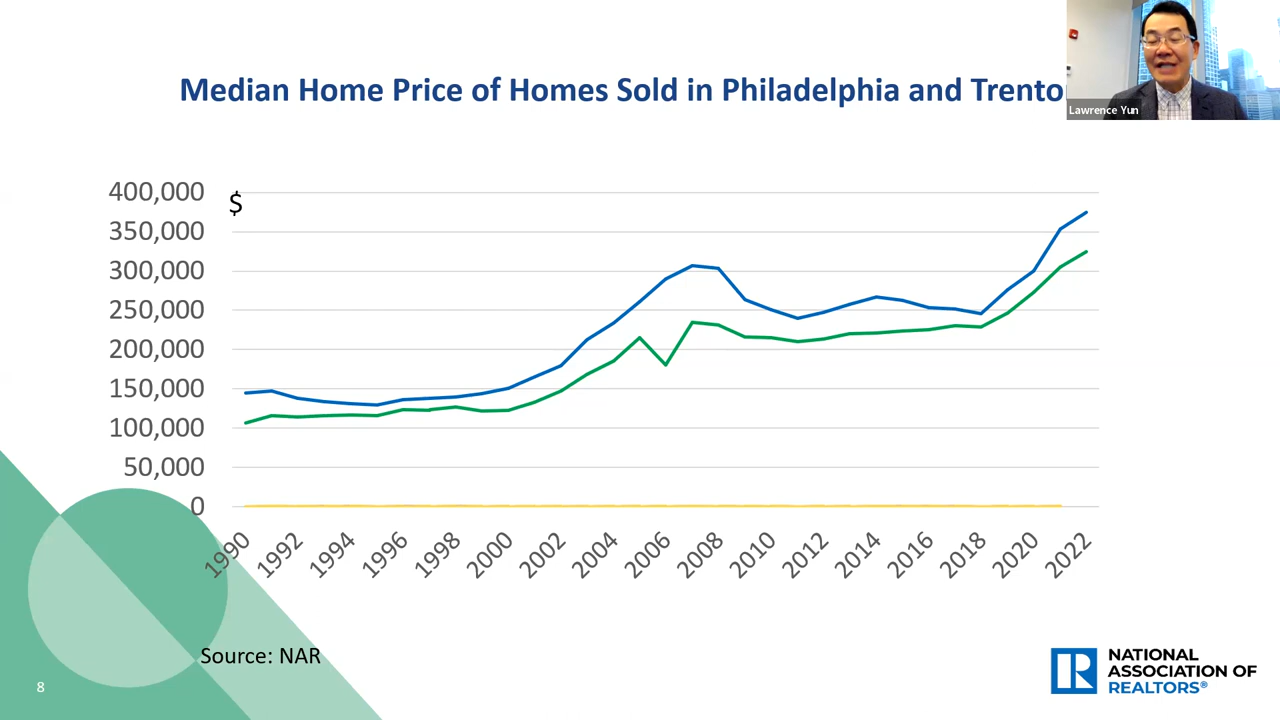 Median Home Price of Homes Sold in Philadelphia and Trento
Lawrence Yun
$
400,000
350,000
300,000
250,000
200,000
150,000
100,000
50,000
0
1990 1992 1994 1996 1998 2000 2002 2004 2006 2008 2010 2012 2014 2016 2018 2020 2022
Source: NAR
8
R
NATIONAL
ASSOCIATION OF
REALTORS®